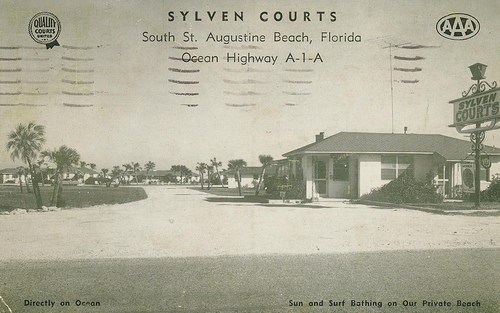 SYLVEN COURTS
South St. Augustine Beach, Florida
Ocean Highway A-1-A
QUALITY
COURTS
UNITED
AAA
SYLVEN
COURTS
Directly on Ocean
Sun and Surf Bathing on Our Private Beach